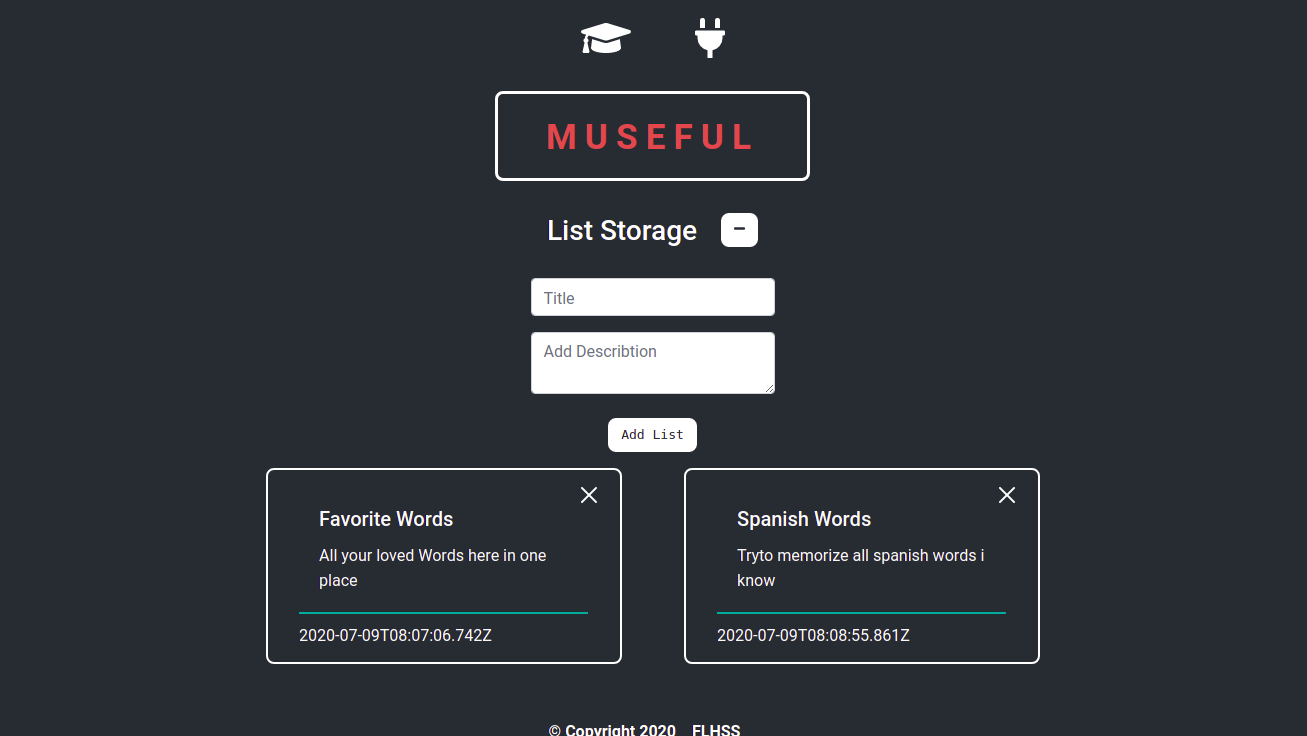 MUSEFUL
List Storage
Title
Add Describtion
Add List
Favorite Words
All your loved Words here in one
place
2020-07-09T08:07:06.742Z
Spanish Words
Tryto memorize all spanish words i
know
2020-07-09T08:08:55.861Z
© Copyright 2020 ELHSS